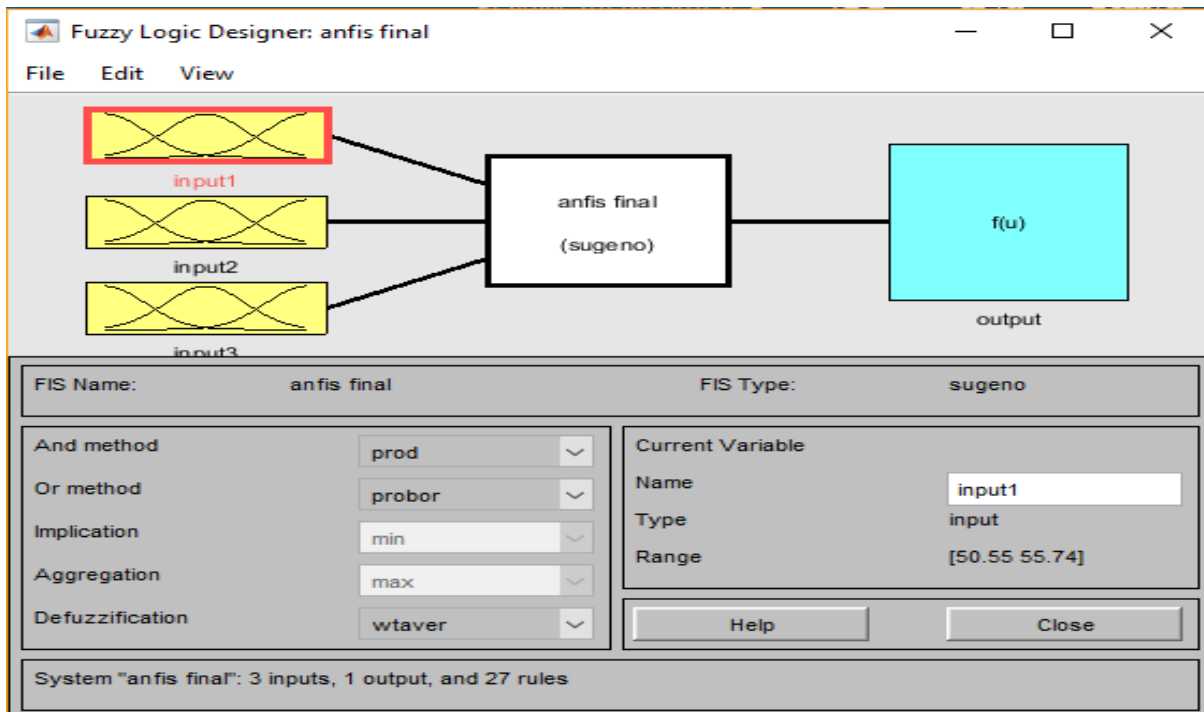 Fuzzy Logic Designer: anfis final
File Edit View
input1
input2
input3
anfis final
(sugeno)
f(u)
output
FIS Name: anfis final FIS Type: sugeno
And method prod
Or method probor
Implication min
Aggregation max
Defuzzification wtaver
Current Variable
Name input1
Type input
Range [50.55 55.74]
Help Close
System "anfis final": 3 inputs, 1 output, and 27 rules